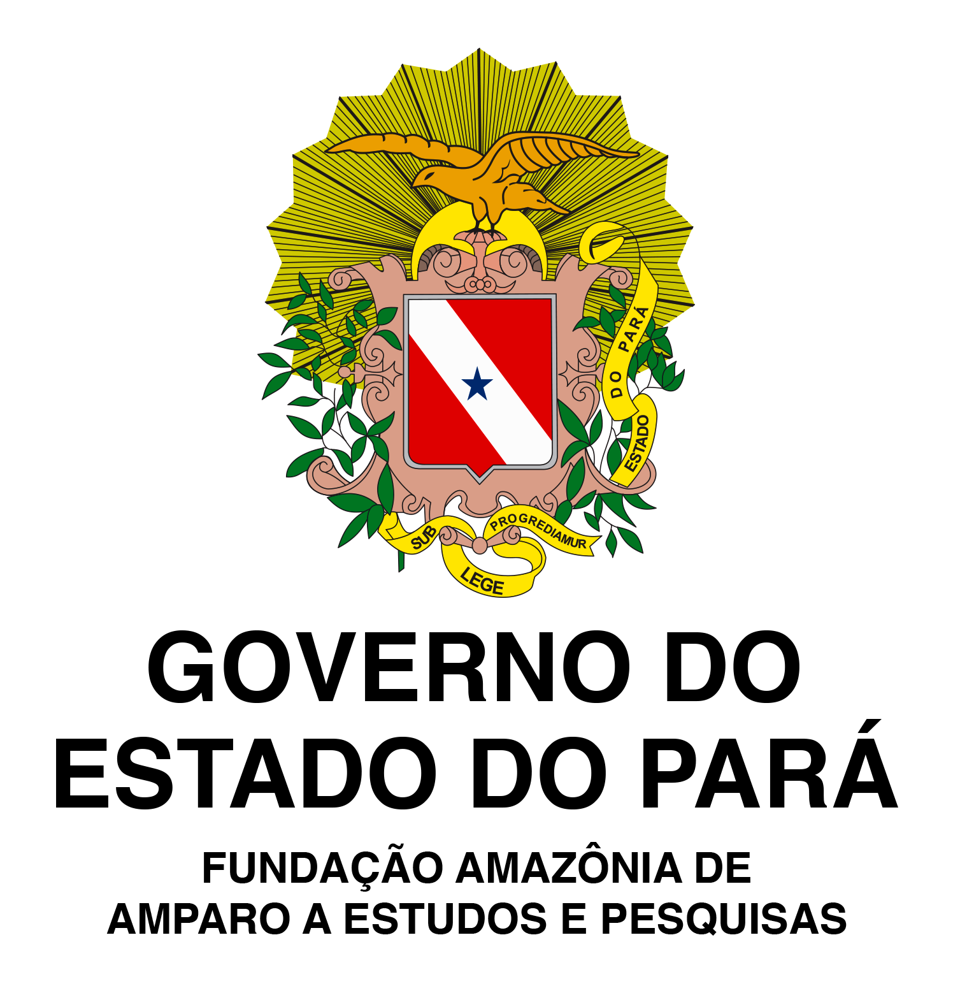 DO PARÁ
ESTADO
SUB
LEGE
PROGREDIAMUR
GOVERNO DO
ESTADO DO PARÁ
FUNDAÇÃO AMAZÔNIA DE
AMPARO A ESTUDOS E PESQUISAS